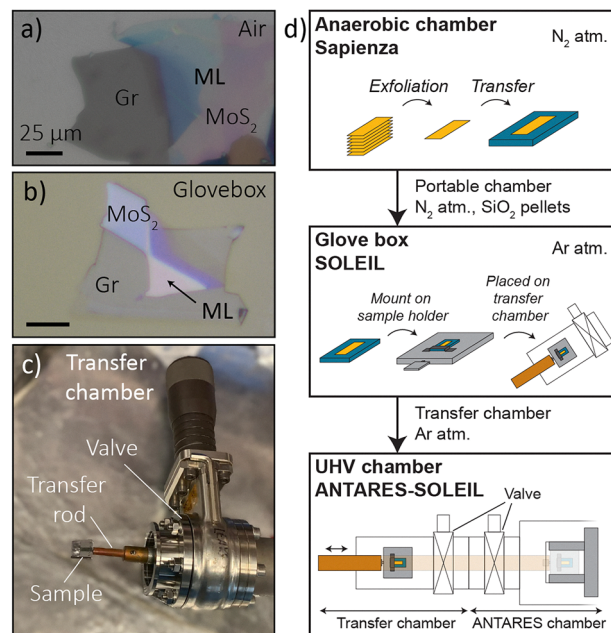 a)
Air
Gr
ML
MoS₂
25 µm
b)
Glovebox
MoS₂
Gr
ML
c)
Transfer
chamber
Valve
Transfer
rod
Sample
d)
Anaerobic chamber
Sapienza
N₂ atm.
Exfoliation
Transfer
Portable chamber
N₂ atm., SiO₂ pellets
Glove box
SOLEIL
Ar atm.
Mount on
sample holder
Placed on
transfer
chamber
Transfer chamber
Ar atm.
UHV chamber
ANTARES-SOLEIL
Valve
Transfer chamber
ANTARES chamber